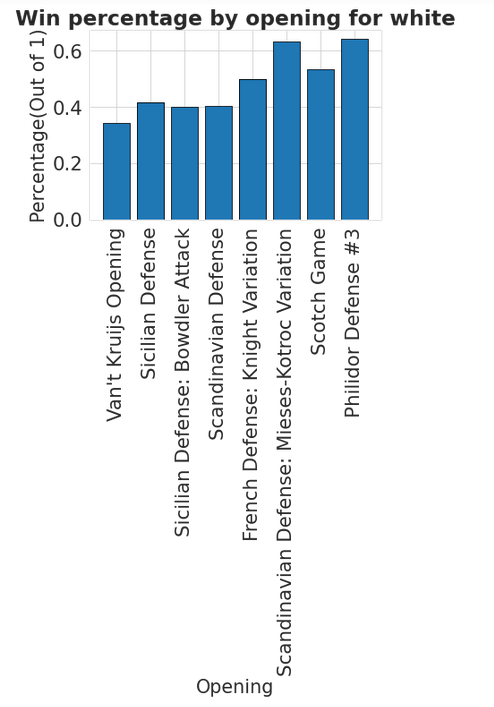 Win percentage by opening for white
Percentage(Out of 1)
0.6
0.4
0.2
0.0
Van't Kruijs Opening
Sicilian Defense
Sicilian Defense: Bowdler Attack
Scandinavian Defense
French Defense: Knight Variation
Scandinavian Defense: Mieses-Kotroc Variation
Scotch Game
Philidor Defense #3
Opening